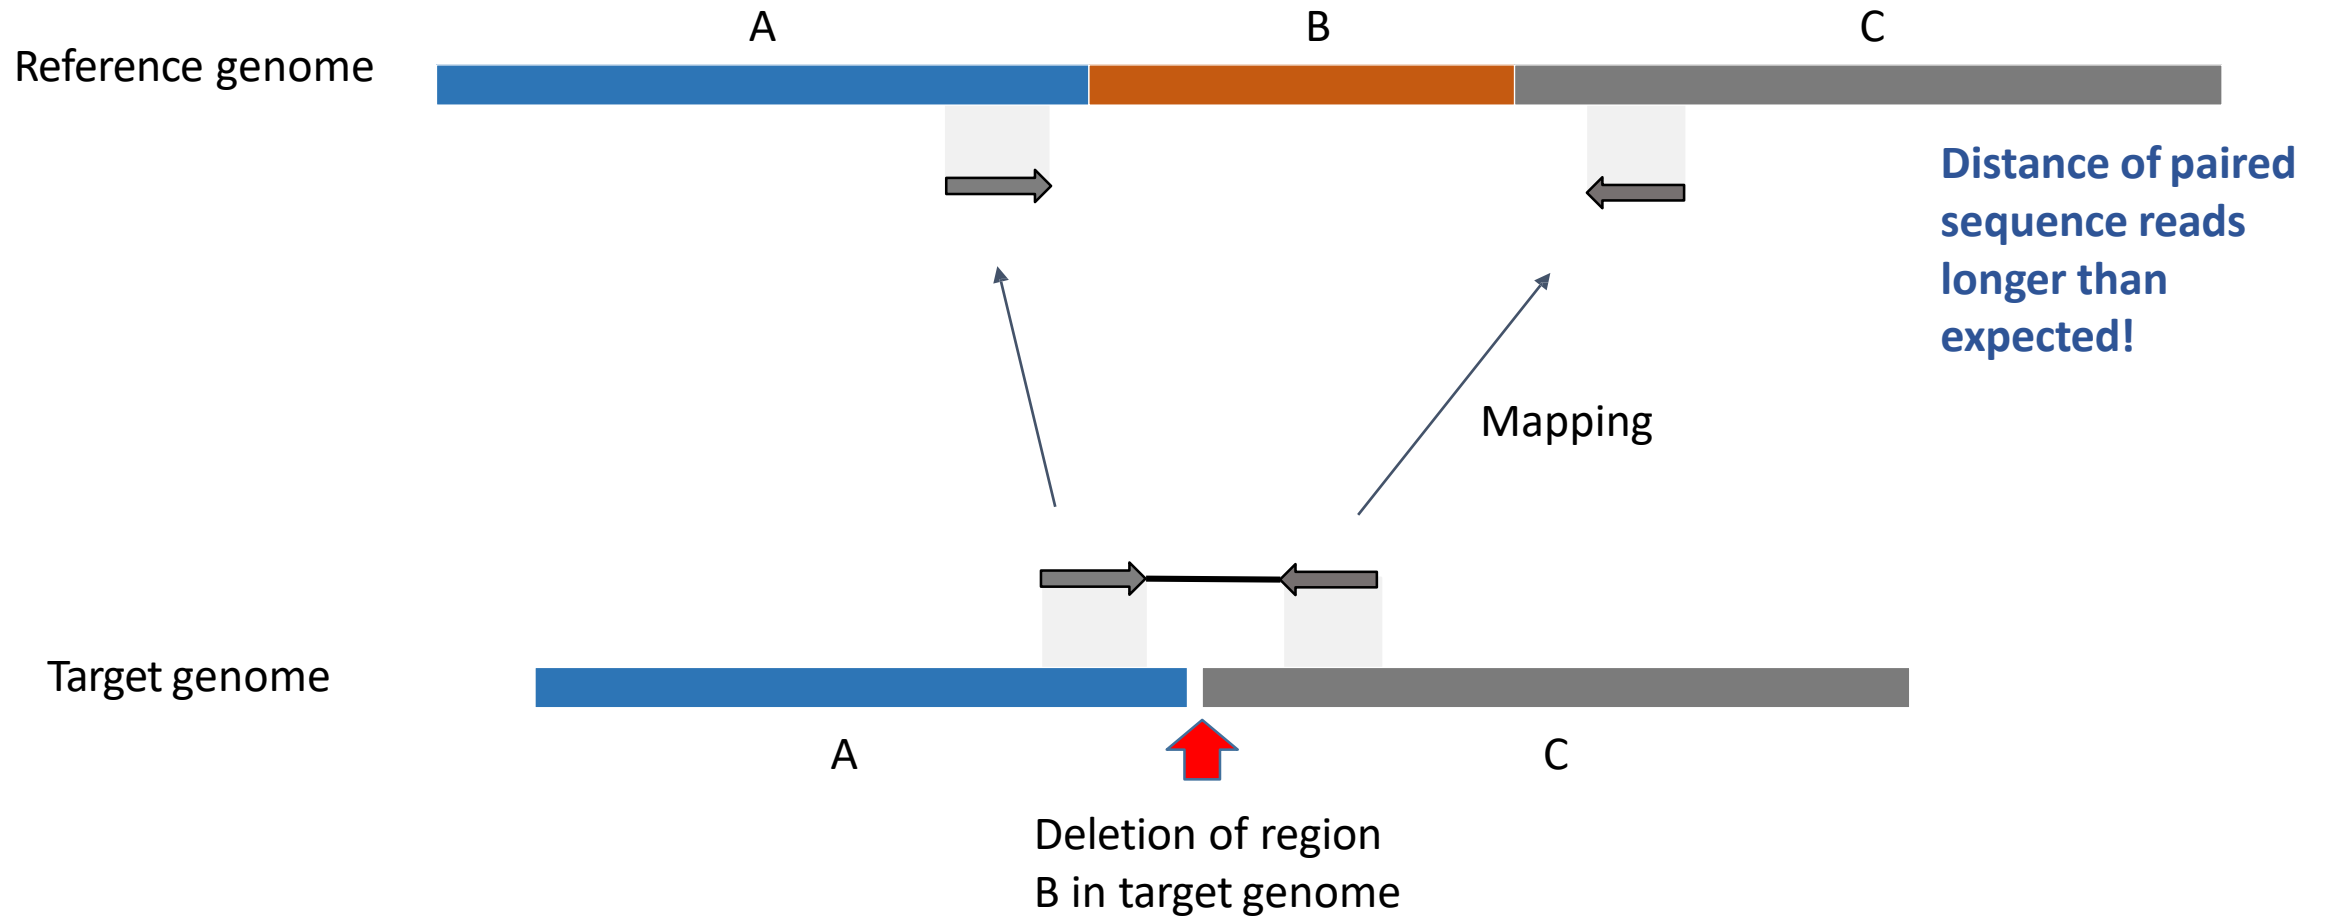 A
B
C
Reference genome
Distance of paired
sequence reads
longer than
expected!
Mapping
Target genome
A
C
Deletion of region
B in target genome